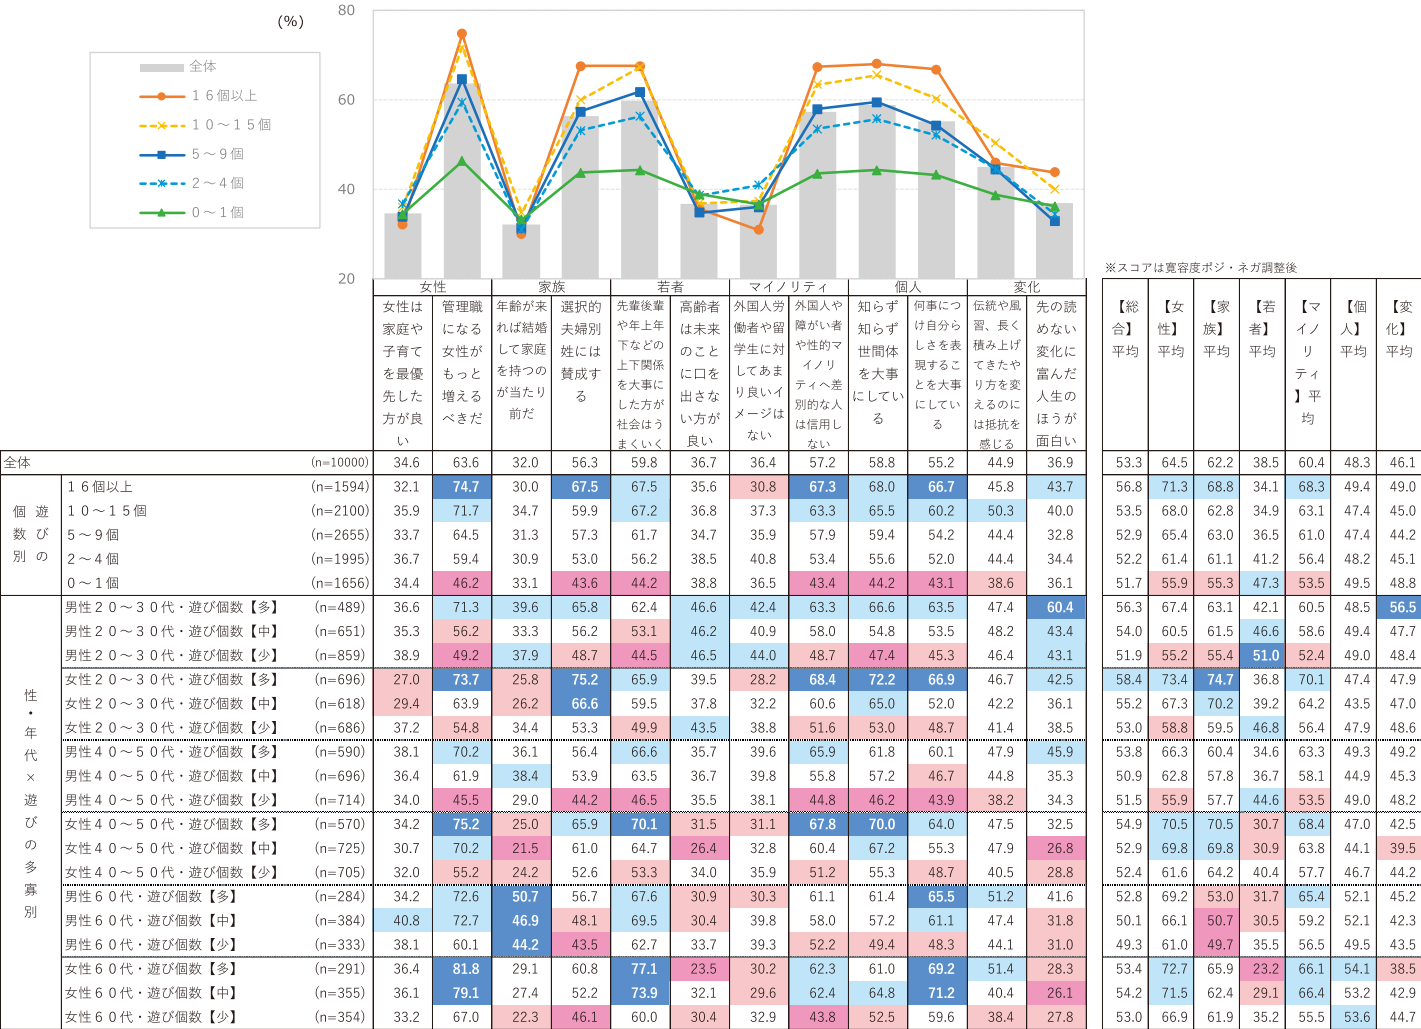 (%)
80
60
40
20
全体
１６個以上
１０～１５個
５～９個
２～４個
０～１個
※スコアは寛容度ポジ・ネガ調整後
女性 家族 若者 マイノリティ 個人 変化
女性は
家庭や
子育て
を最優
先した
方が良
い
管理職
になる
女性が
もっと
増える
べきだ
年齢が来
れば結婚
して家庭
を持つの
が当たり
前だ
選択的
夫婦別
姓には
賛成す
る
先輩後輩
や年上年
下などの
上下関係
を大事に
した方が
社会はう
まくいく
高齢者
は未来
のこと
に口を
出さな
い方が
良い
外国人労
働者や留
学生に対
してあま
り良いイ
メージは
ない
外国人や
障がい者
や性的マ
イノリ
ティへ差
別的な人
は信用し
ない
知らず
知らず
世間体
を大事
にしてい
る
何事につ
け自分ら
しさを表
現するこ
とを大事
にしてい
る
伝統や風
習、長く
積み上げ
てきたや
り方を変
えるのに
は抵抗を
感じる
先の読
めない
変化に
富んだ
人生の
ほうが
面白い
【総
合】
平均
【女
性】
平均
【家
族】
平均
【若
者】
平均
【マ
イノ
リ
ティ
】平
均
【個
人】
平均
【変
化】
平均
全体 (n=10000) 34.6 63.6 32.0 56.3 59.8 36.7 36.4 57.2 58.8 55.2 44.9 36.9 53.3 64.5 62.2 38.5 60.4 48.3 46.1
遊びの個数別
１６個以上 (n=1594) 32.1 74.7 30.0 67.5 67.5 35.6 30.8 67.3 68.0 66.7 45.8 43.7 56.8 71.3 68.8 34.1 68.3 49.4 49.0
１０～１５個 (n=2100) 35.9 71.7 34.7 59.9 67.2 36.8 37.3 63.3 65.5 60.2 50.3 40.0 53.5 68.0 62.8 34.9 63.1 47.4 45.0
５～９個 (n=2655) 33.7 64.5 31.3 57.3 61.7 34.7 35.9 57.9 59.4 54.2 44.4 32.8 52.9 65.4 63.0 36.5 61.0 47.4 44.2
２～４個 (n=1995) 36.7 59.4 30.9 53.0 56.2 38.5 40.8 53.4 55.6 52.0 44.4 34.4 52.2 61.4 61.1 41.2 56.4 48.2 45.1
０～１個 (n=1656) 34.4 46.2 33.1 43.6 44.2 38.8 36.5 43.4 44.2 43.1 38.6 36.1 51.7 55.9 55.3 47.3 53.5 49.5 48.8
性・年代×遊びの多寡別
男性２０～３０代・遊び個数【多】 (n=489) 36.6 71.3 39.6 65.8 62.4 46.6 42.4 63.3 66.6 63.5 47.4 60.4 56.3 67.4 63.1 42.1 60.5 48.5 56.5
男性２０～３０代・遊び個数【中】 (n=651) 35.3 56.2 33.3 56.2 53.1 46.2 40.9 58.0 54.8 53.5 48.2 43.4 54.0 60.5 61.5 46.6 58.6 49.4 47.7
男性２０～３０代・遊び個数【少】 (n=859) 38.9 49.2 37.9 48.7 44.5 46.5 44.0 48.7 47.4 45.3 46.4 43.1 51.9 55.2 55.4 51.0 52.4 49.0 48.4
女性２０～３０代・遊び個数【多】 (n=696) 27.0 73.7 25.8 75.2 65.9 39.5 28.2 68.4 72.2 66.9 46.7 42.5 58.4 73.4 74.7 36.8 70.1 47.4 47.9
女性２０～３０代・遊び個数【中】 (n=618) 29.4 63.9 26.2 66.6 59.5 37.8 32.2 60.6 65.0 52.0 42.2 36.1 55.2 67.3 70.2 39.2 64.2 43.5 47.0
女性２０～３０代・遊び個数【少】 (n=686) 37.2 54.8 34.4 53.3 49.9 43.5 38.8 51.6 53.0 48.7 41.4 38.5 53.0 58.8 59.5 46.8 56.4 47.9 48.6
男性４０～５０代・遊び個数【多】 (n=590) 38.1 70.2 36.1 56.4 66.6 35.7 39.6 65.9 61.8 60.1 47.9 45.9 53.8 66.3 60.4 34.6 63.3 49.3 49.2
男性４０～５０代・遊び個数【中】 (n=696) 36.4 61.9 38.4 53.9 63.5 36.7 39.8 55.8 57.2 46.7 44.8 35.3 50.9 62.8 57.8 36.7 58.1 44.9 45.3
男性４０～５０代・遊び個数【少】 (n=714) 34.0 45.5 29.0 44.2 46.5 35.5 38.1 44.8 46.2 43.9 38.2 34.3 51.5 55.9 57.7 44.6 53.5 49.0 48.2
女性４０～５０代・遊び個数【多】 (n=570) 34.2 75.2 25.0 65.9 70.1 31.5 31.1 67.8 70.0 64.0 47.5 32.5 54.9 70.5 70.5 30.7 68.4 47.0 42.5
女性４０～５０代・遊び個数【中】 (n=725) 30.7 70.2 21.5 61.0 64.7 26.4 32.8 60.4 67.2 55.3 47.9 26.8 52.9 69.8 69.8 30.9 63.8 44.1 39.5
女性４０～５０代・遊び個数【少】 (n=705) 32.0 55.2 24.2 52.6 53.3 34.0 35.9 51.2 55.3 48.7 40.5 28.8 52.4 61.6 64.2 40.4 57.7 46.7 44.2
男性６０代・遊び個数【多】 (n=284) 34.2 72.6 50.7 56.7 67.6 30.9 30.3 61.1 61.4 65.5 51.2 41.6 52.8 69.2 53.0 31.7 65.4 52.1 45.2
男性６０代・遊び個数【中】 (n=384) 40.8 72.7 46.9 48.1 69.5 30.4 39.8 58.0 57.2 61.1 47.4 31.8 50.1 66.1 50.7 30.5 59.2 52.1 42.3
男性６０代・遊び個数【少】 (n=333) 38.1 60.1 44.2 43.5 62.7 33.7 39.3 52.2 49.4 48.3 44.1 31.0 49.3 61.0 49.7 35.5 56.5 49.5 43.5
女性６０代・遊び個数【多】 (n=291) 36.4 81.8 29.1 60.8 77.1 23.5 30.2 62.3 61.0 69.2 51.4 28.3 53.4 72.7 65.9 23.2 66.1 54.1 38.5
女性６０代・遊び個数【中】 (n=355) 36.1 79.1 27.4 52.2 73.9 32.1 29.6 62.4 64.8 71.2 40.4 26.1 54.2 71.5 62.4 29.1 66.4 53.2 42.9
女性６０代・遊び個数【少】 (n=354) 33.2 67.0 22.3 46.1 60.0 30.4 32.9 43.8 52.5 59.6 38.4 27.8 53.0 66.9 61.9 35.2 55.5 53.6 44.7